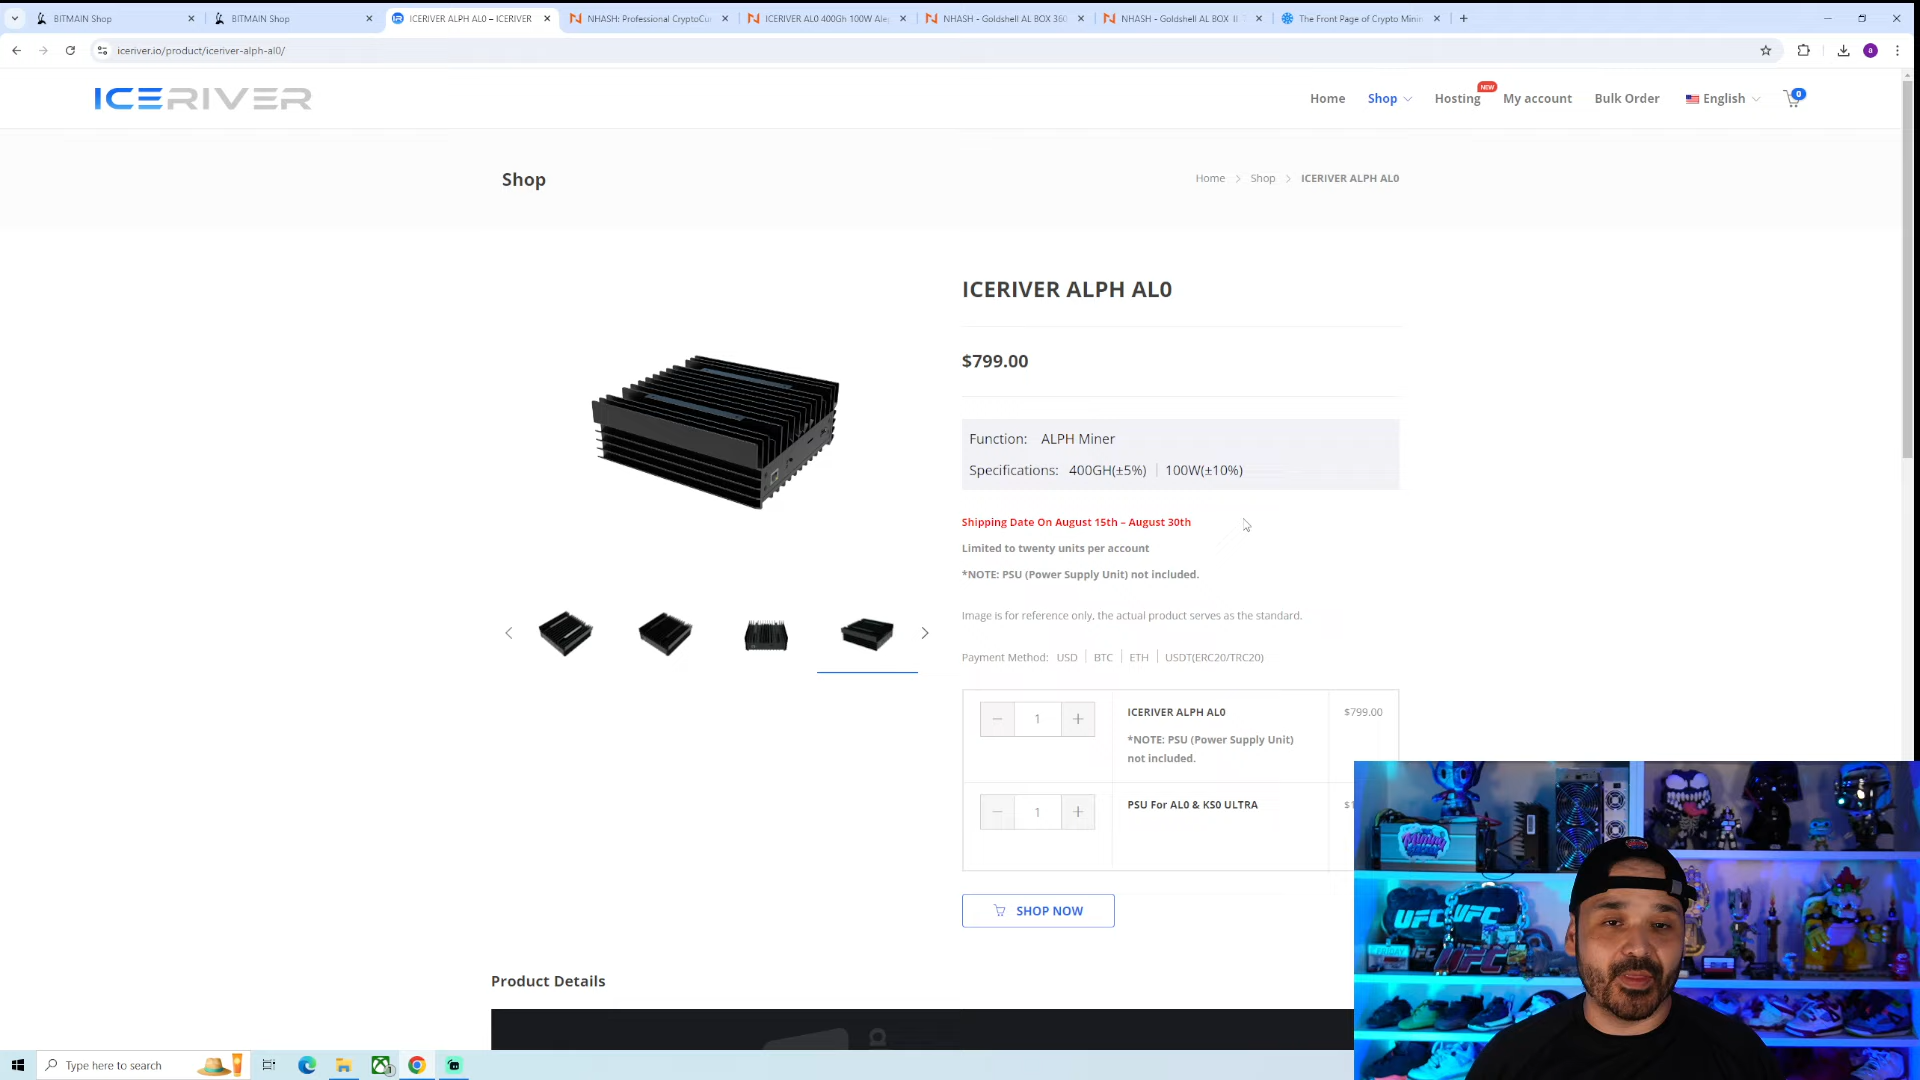 BITMAIN Shop
BITMAIN Shop
ICERIVER ALPH AL0 – ICERIVER
NHASH: Professional CryptoCur
ICERIVER AL0 400Gh 100W Alep
NHASH - Goldshell AL BOX 360
NHASH - Goldshell AL BOX II
The Front Page of Crypto Minin
iceriver.io/product/iceriver-alph-al0/
a
ICERIVER
Home
Shop
Hosting
NEW
My account
Bulk Order
English
0
Shop
Home > Shop > ICERIVER ALPH AL0
ICERIVER ALPH AL0
$799.00
Function: ALPH Miner
Specifications: 400GH(±5%) | 100W(±10%)
Shipping Date On August 15th – August 30th
Limited to twenty units per account
*NOTE: PSU (Power Supply Unit) not included.
Image is for reference only, the actual product serves as the standard.
Payment Method: USD | BTC | ETH | USDT(ERC20/TRC20)
− 1 +
ICERIVER ALPH AL0
$799.00
*NOTE: PSU (Power Supply Unit)
not included.
− 1 +
PSU For AL0 & KS0 ULTRA
$1
SHOP NOW
Product Details
UFC UFC
UFC
Type here to search